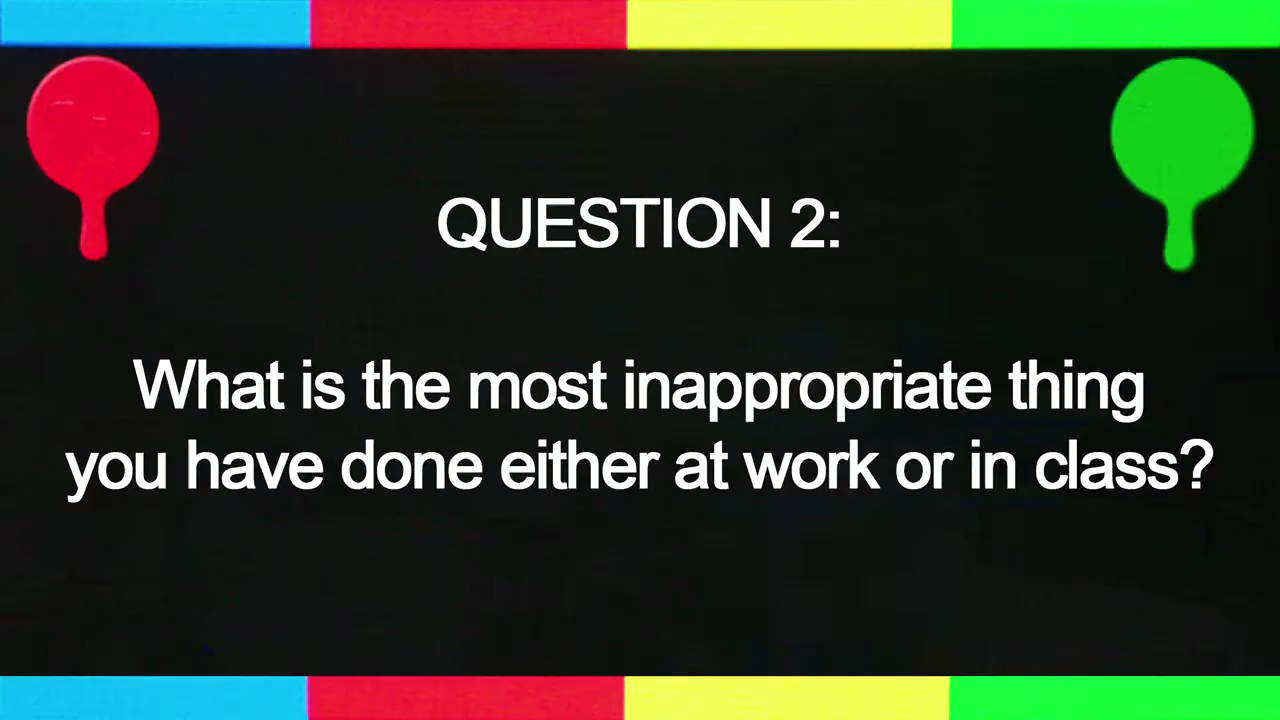 QUESTION 2:
What is the most inappropriate thing
you have done either at work or in class?